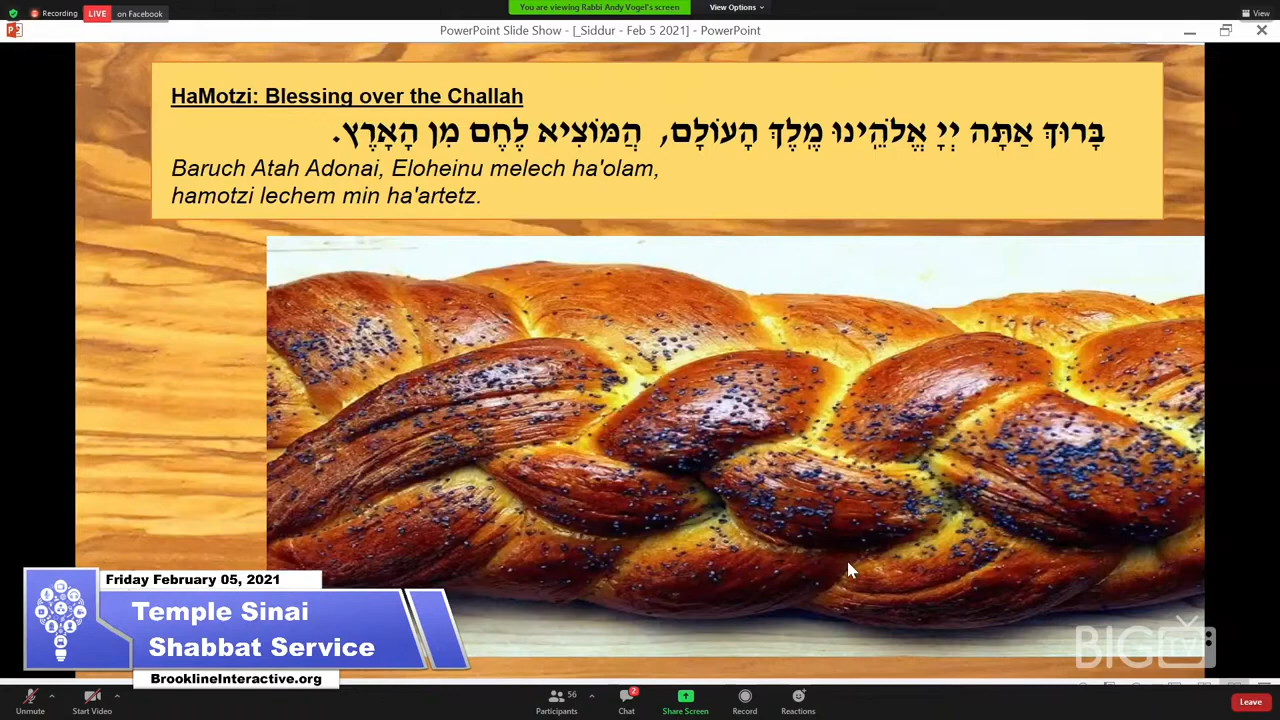 Recording
LIVE
on Facebook
You are viewing Rabbi Andy Vogel's screen
View Options
View
PowerPoint Slide Show - [_Siddur - Feb 5 2021] - PowerPoint
HaMotzi: Blessing over the Challah
בָּרוּךְ אַתָּה יְיָ אֱלֹהֵֽינוּ מֶֽלֶךְ הָעוֹלָם, הַמּוֹצִיא לֶחֶם מִן הָאָרֶץ.
Baruch Atah Adonai, Eloheinu melech ha'olam,
hamotzi lechem min ha'artetz.
Friday February 05, 2021
Temple Sinai
Shabbat Service
BrooklineInteractive.org
BIG TV
Unmute
Start Video
56
Participants
2
Chat
Share Screen
Record
Reactions
Leave